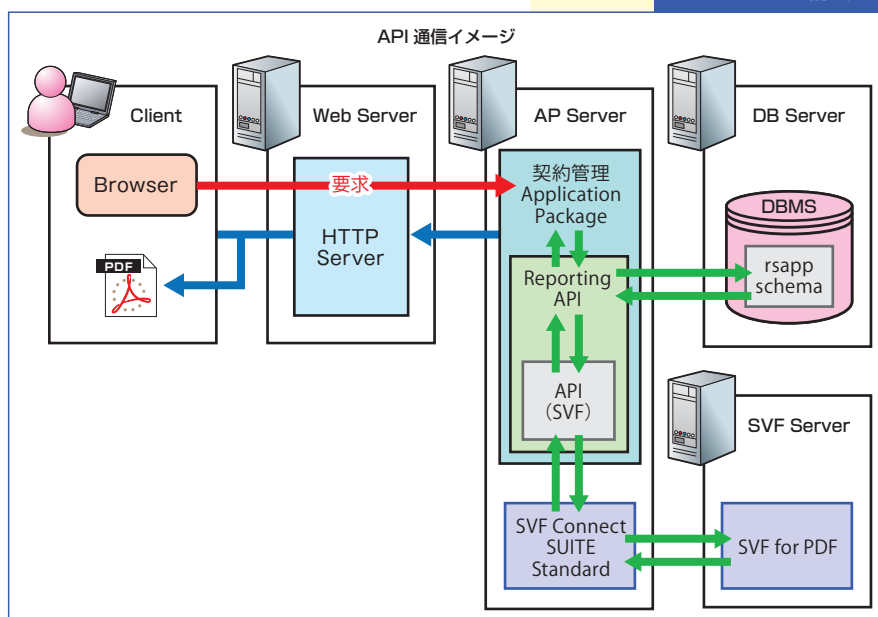 API 通信イメージ
Client
Web Server
AP Server
DB Server
Browser
要求
契約管理
Application
Package
DBMS
HTTP
Server
PDF
Reporting
API
rsapp
schema
API
（SVF）
SVF Server
SVF Connect
SUITE
Standard
SVF for PDF